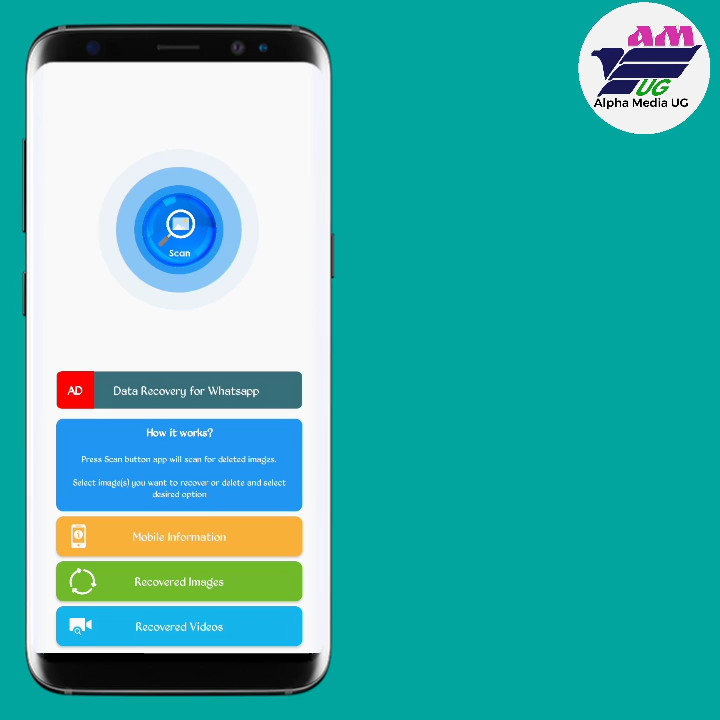 AM
UG
Alpha Media UG
Scan
AD
Data Recovery for Whatsapp
How it works?
Press Scan button app will scan for deleted images.
Select image(s) you want to recover or delete and select
desired option
Mobile Information
Recovered Images
Recovered Videos